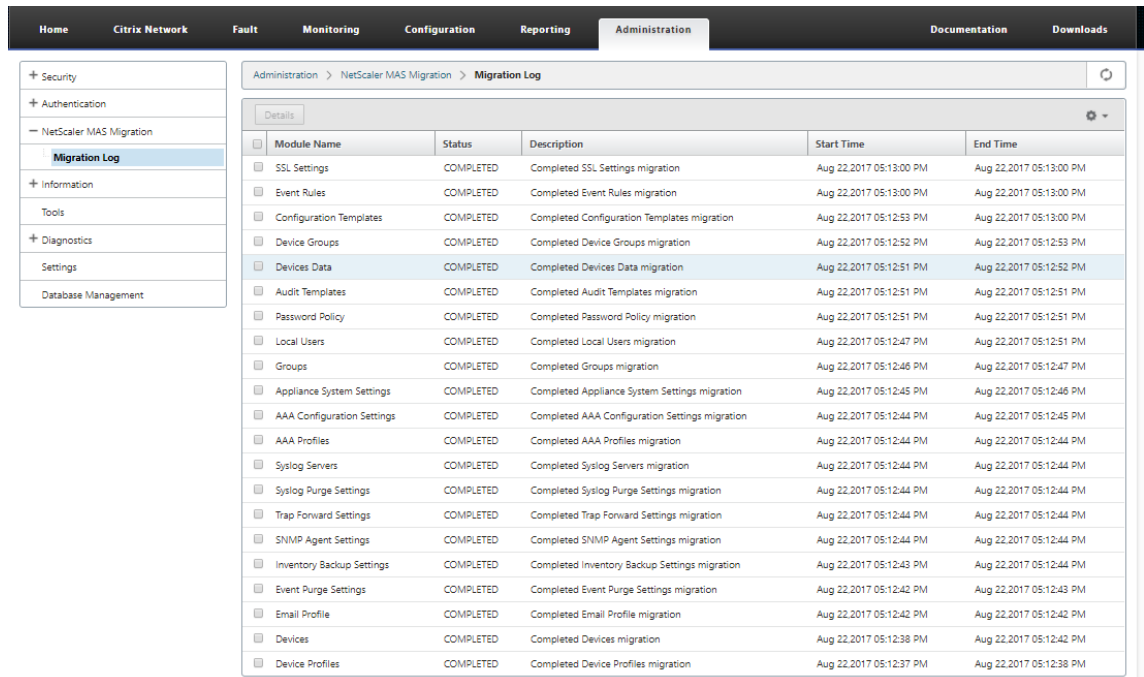 Home Citrix Network Fault Monitoring Configuration Reporting Administration Documentation Downloads
+ Security
+ Authentication
− NetScaler MAS Migration
Migration Log
+ Information
Tools
+ Diagnostics
Settings
Database Management
Administration > NetScaler MAS Migration > Migration Log
Details
Module Name Status Description Start Time End Time
SSL Settings COMPLETED Completed SSL Settings migration Aug 22,2017 05:13:00 PM Aug 22,2017 05:13:00 PM
Event Rules COMPLETED Completed Event Rules migration Aug 22,2017 05:13:00 PM Aug 22,2017 05:13:00 PM
Configuration Templates COMPLETED Completed Configuration Templates migration Aug 22,2017 05:12:53 PM Aug 22,2017 05:13:00 PM
Device Groups COMPLETED Completed Device Groups migration Aug 22,2017 05:12:52 PM Aug 22,2017 05:12:53 PM
Devices Data COMPLETED Completed Devices Data migration Aug 22,2017 05:12:51 PM Aug 22,2017 05:12:52 PM
Audit Templates COMPLETED Completed Audit Templates migration Aug 22,2017 05:12:51 PM Aug 22,2017 05:12:51 PM
Password Policy COMPLETED Completed Password Policy migration Aug 22,2017 05:12:51 PM Aug 22,2017 05:12:51 PM
Local Users COMPLETED Completed Local Users migration Aug 22,2017 05:12:47 PM Aug 22,2017 05:12:51 PM
Groups COMPLETED Completed Groups migration Aug 22,2017 05:12:46 PM Aug 22,2017 05:12:47 PM
Appliance System Settings COMPLETED Completed Appliance System Settings migration Aug 22,2017 05:12:45 PM Aug 22,2017 05:12:46 PM
AAA Configuration Settings COMPLETED Completed AAA Configuration Settings migration Aug 22,2017 05:12:44 PM Aug 22,2017 05:12:45 PM
AAA Profiles COMPLETED Completed AAA Profiles migration Aug 22,2017 05:12:44 PM Aug 22,2017 05:12:44 PM
Syslog Servers COMPLETED Completed Syslog Servers migration Aug 22,2017 05:12:44 PM Aug 22,2017 05:12:44 PM
Syslog Purge Settings COMPLETED Completed Syslog Purge Settings migration Aug 22,2017 05:12:44 PM Aug 22,2017 05:12:44 PM
Trap Forward Settings COMPLETED Completed Trap Forward Settings migration Aug 22,2017 05:12:44 PM Aug 22,2017 05:12:44 PM
SNMP Agent Settings COMPLETED Completed SNMP Agent Settings migration Aug 22,2017 05:12:44 PM Aug 22,2017 05:12:44 PM
Inventory Backup Settings COMPLETED Completed Inventory Backup Settings migration Aug 22,2017 05:12:43 PM Aug 22,2017 05:12:44 PM
Event Purge Settings COMPLETED Completed Event Purge Settings migration Aug 22,2017 05:12:42 PM Aug 22,2017 05:12:43 PM
Email Profile COMPLETED Completed Email Profile migration Aug 22,2017 05:12:42 PM Aug 22,2017 05:12:42 PM
Devices COMPLETED Completed Devices migration Aug 22,2017 05:12:38 PM Aug 22,2017 05:12:42 PM
Device Profiles COMPLETED Completed Device Profiles migration Aug 22,2017 05:12:37 PM Aug 22,2017 05:12:38 PM